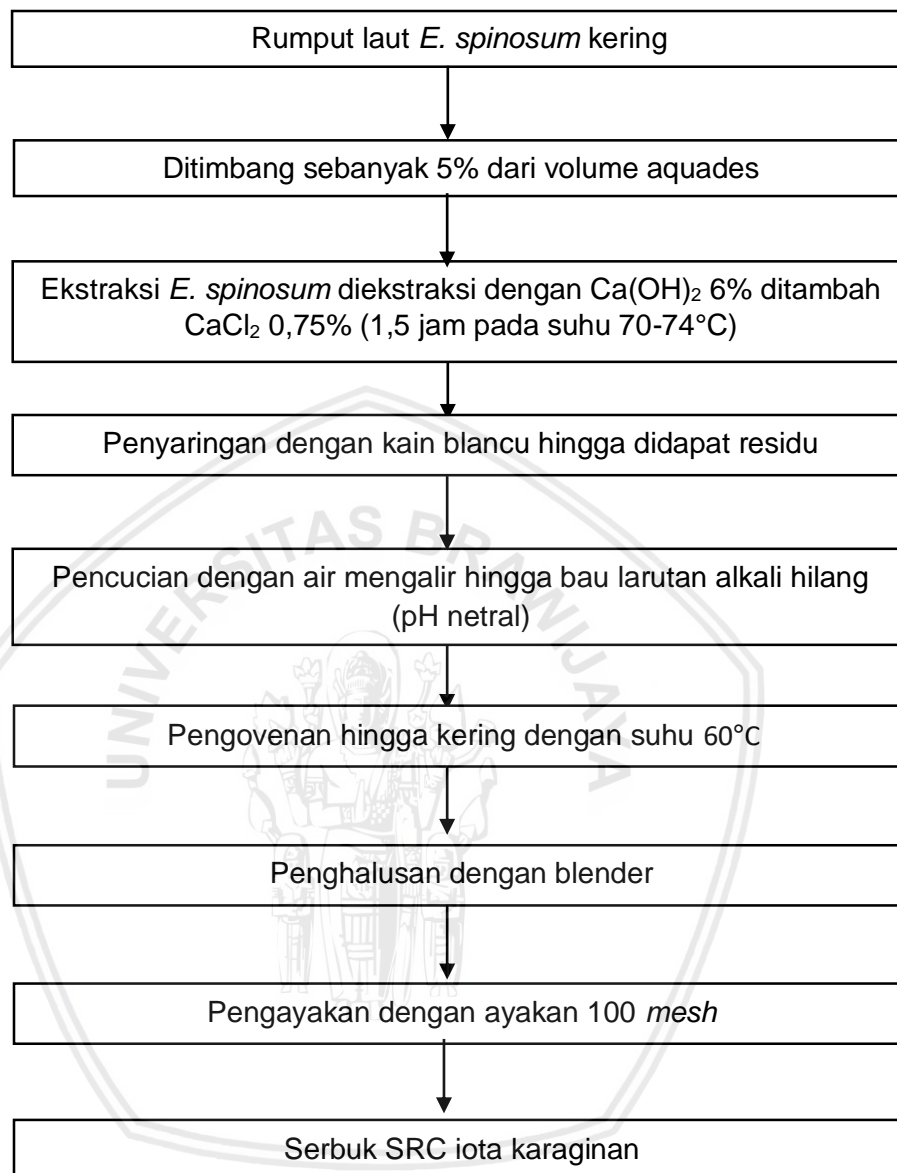 Rumput laut E. spinosum kering
Ditimbang sebanyak 5% dari volume aquades
Ekstraksi E. spinosum diekstraksi dengan Ca(OH)₂ 6% ditambah
CaCl₂ 0,75% (1,5 jam pada suhu 70-74°C)
Penyaringan dengan kain blancu hingga didapat residu
UNIVERSITAS BRAWIJAYA
Pencucian dengan air mengalir hingga bau larutan alkali hilang
(pH netral)
Pengovenan hingga kering dengan suhu 60°C
Penghalusan dengan blender
Pengayakan dengan ayakan 100 mesh
Serbuk SRC iota karaginan